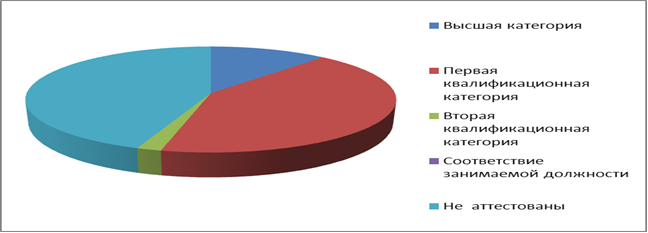 Высшая категория
Первая
квалификационная
категория
Вторая
квалификационная
категория
Соответствие
занимаемой должности
Не аттестованы